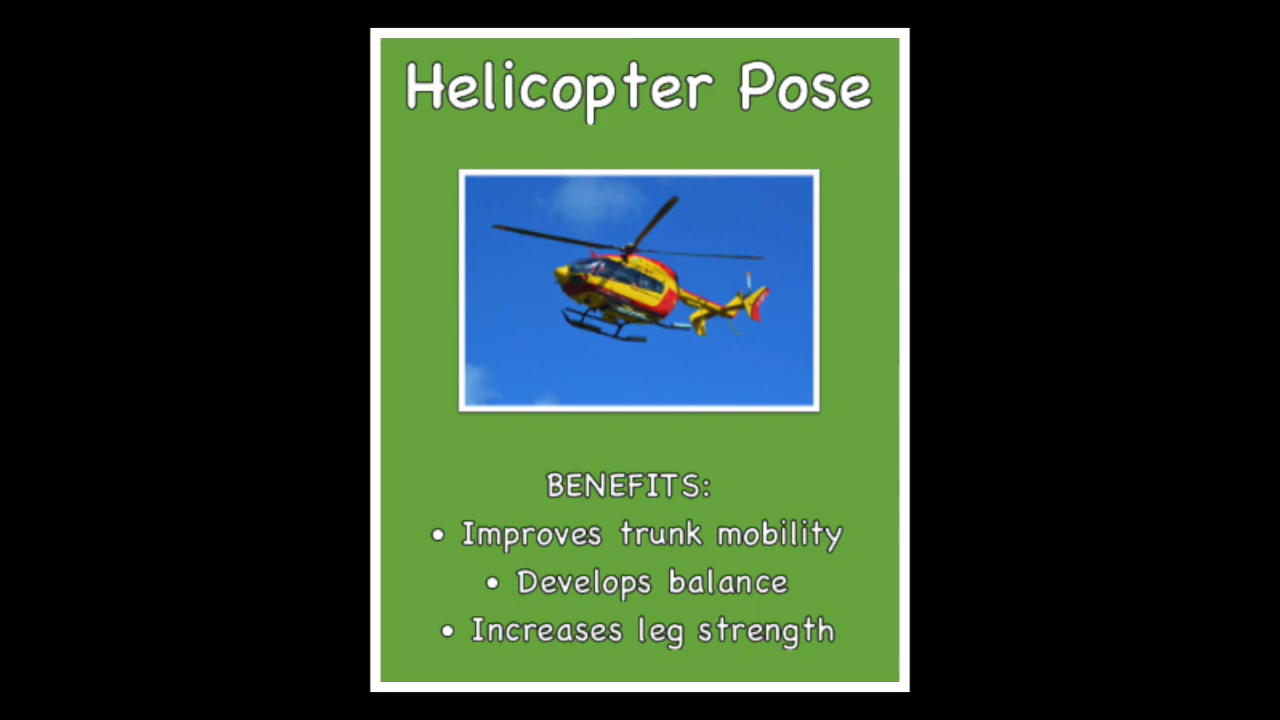 Helicopter Pose
BENEFITS:
• Improves trunk mobility
• Develops balance
• Increases leg strength